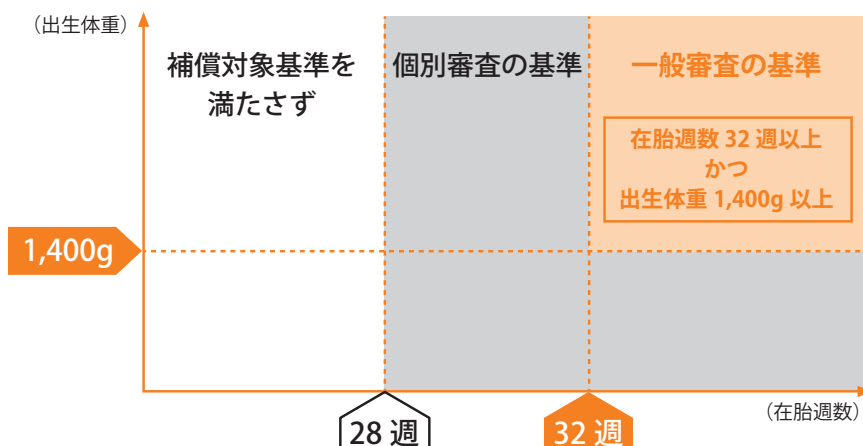 （出生体重）
補償対象基準を
満たさず
個別審査の基準
一般審査の基準
在胎週数 32 週以上
かつ
出生体重 1,400g 以上
1,400g
（在胎週数）
28 週
32 週